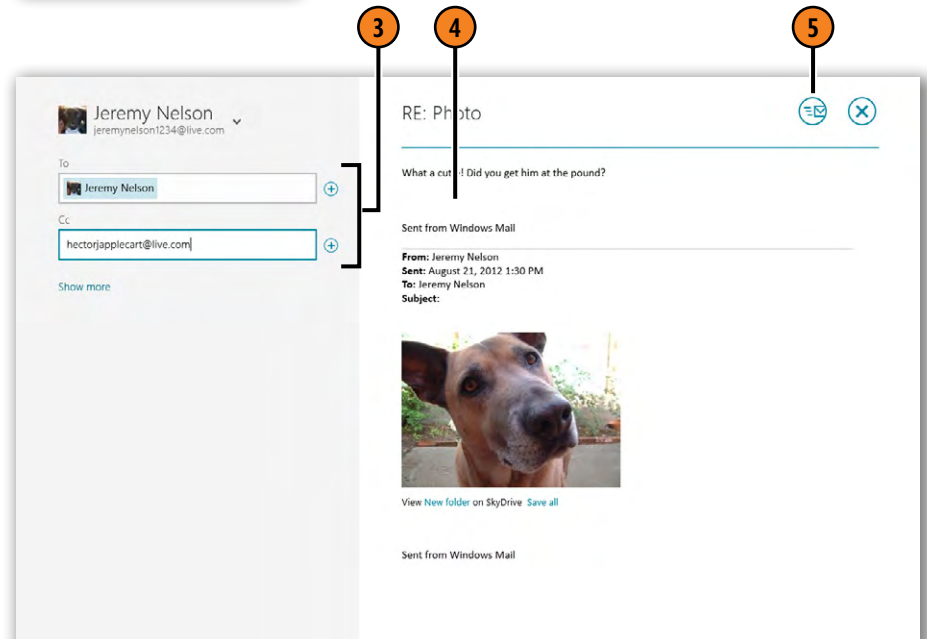 3 4 5
Jeremy Nelson
jeremynelson1234@live.com
To
Jeremy Nelson
Cc
hectorjapplecart@live.com
Show more
RE: Photo
What a cutie! Did you get him at the pound?
Sent from Windows Mail
From: Jeremy Nelson
Sent: August 21, 2012 1:30 PM
To: Jeremy Nelson
Subject:
View New folder on SkyDrive Save all
Sent from Windows Mail